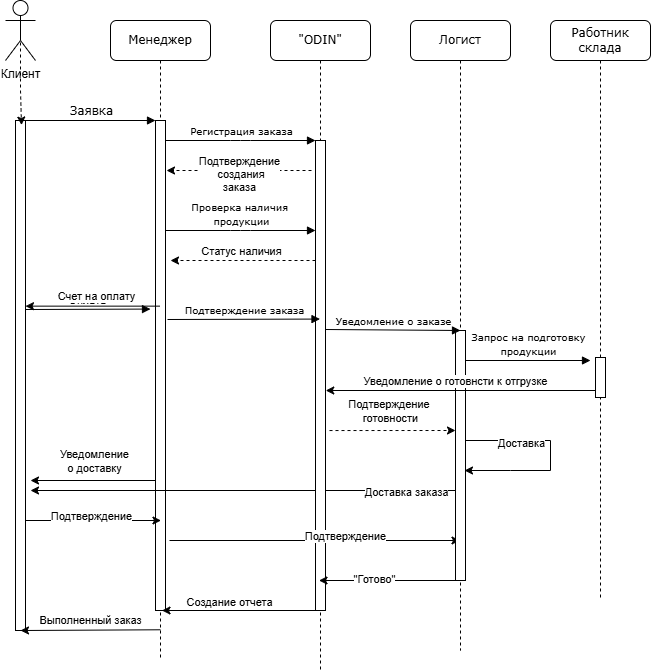 Менеджер
"ODIN"
Логист
Работник
склада
Клиент
Заявка
Регистрация заказа
Подтверждение
создания
заказа
Проверка наличия
продукции
Статус наличия
Счет на оплату
Подтверждение заказа
Уведомление о заказе
Запрос на подготовку
продукции
Уведомление о готовнсти к отгрузке
Подтверждение
готовности
Доставка
Уведомление
о доставку
Доставка заказа
Подтверждение
Подтверждение
"Готово"
Создание отчета
Выполненный заказ